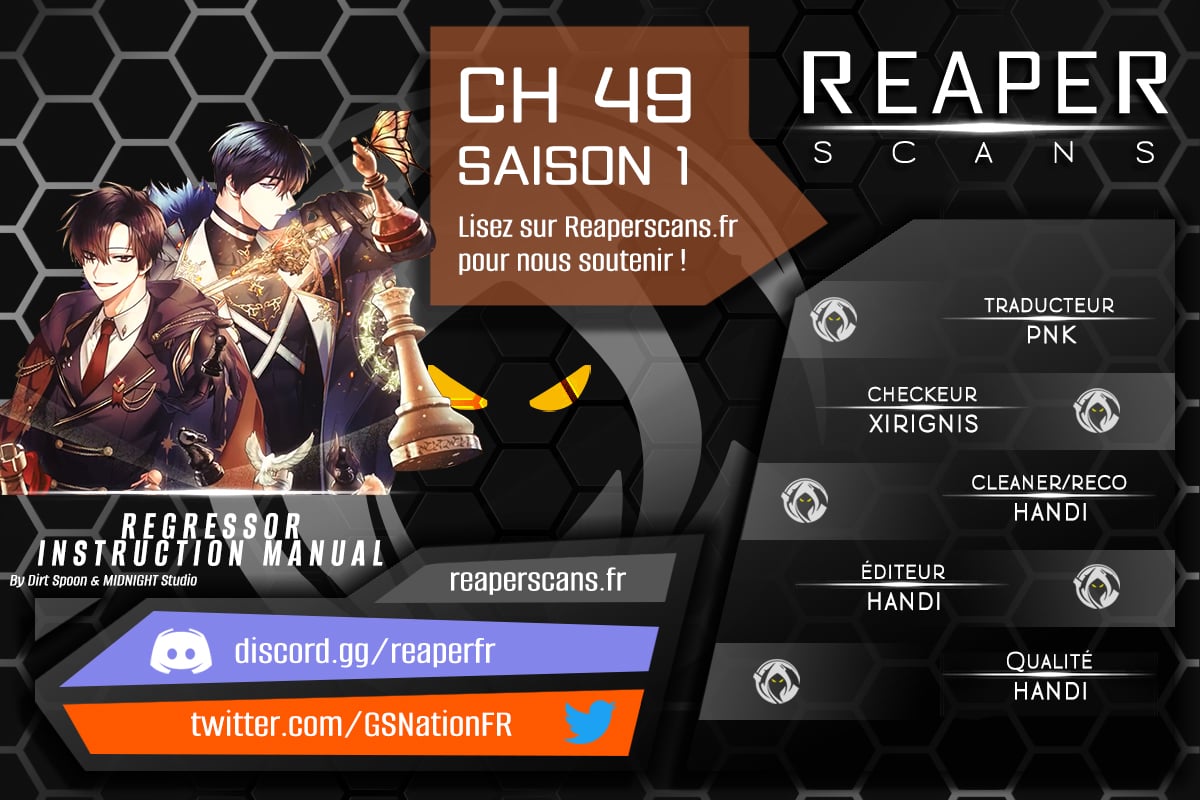 CH 49
SAISON 1
Lisez sur Reaperscans.fr
pour nous soutenir !
REAPER
SCANS
TRADUCTEUR
PNK
CHECKEUR
XIRIGNIS
CLEANER/RECO
HANDI
ÉDITEUR
HANDI
QUALITÉ
HANDI
REGRESSOR
INSTRUCTION MANUAL
By Dirt Spoon & MIDNIGHT Studio
reaperscans.fr
discord.gg/reaperfr
twitter.com/GSNationFR